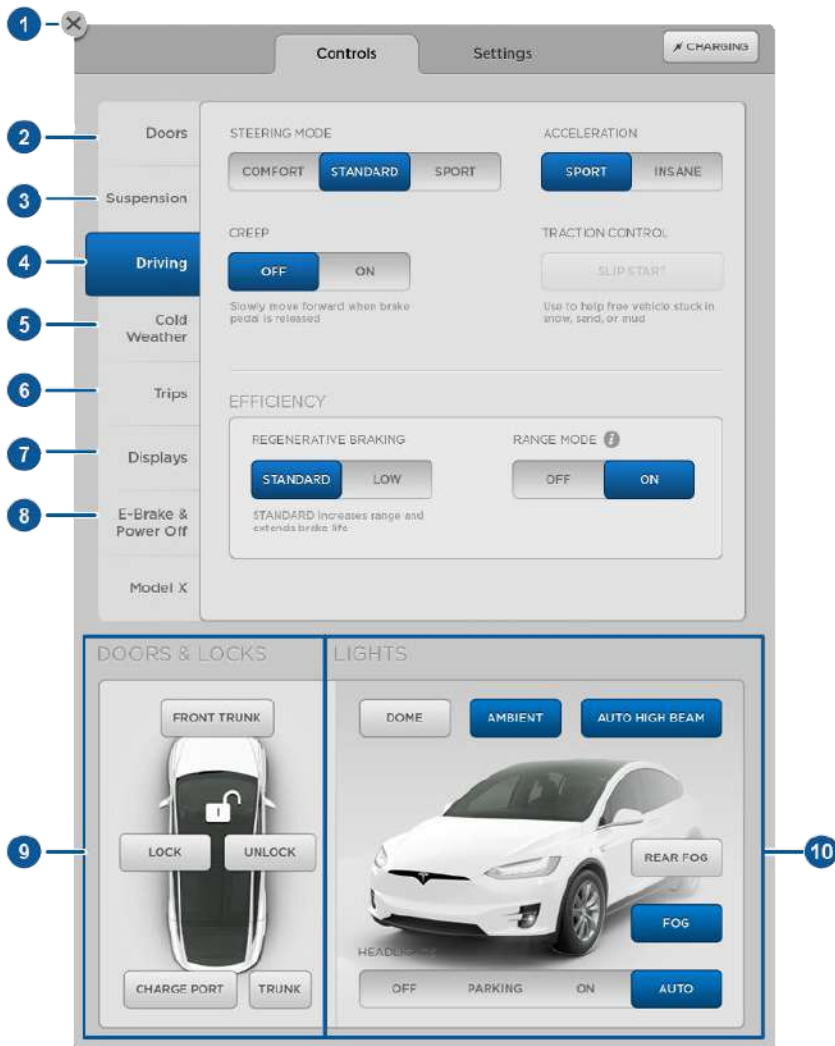 1
Controls
Settings
CHARGING
2
Doors
STEERING MODE
ACCELERATION
COMFORT
STANDARD
SPORT
SPORT
INSANE
3
Suspension
4
Driving
CREEP
TRACTION CONTROL
OFF
ON
SLIP START
Slowly move forward when brake
pedal is released
Use to help free vehicle stuck in
snow, sand, or mud
5
Cold
Weather
6
Trips
EFFICIENCY
7
Displays
REGENERATIVE BRAKING
RANGE MODE
STANDARD
LOW
OFF
ON
STANDARD increases range and
extends brake life
8
E-Brake &
Power Off
Model X
DOORS & LOCKS
LIGHTS
FRONT TRUNK
DOME
AMBIENT
AUTO HIGH BEAM
9
LOCK
UNLOCK
REAR FOG
10
FOG
HEADLIGHTS
CHARGE PORT
TRUNK
OFF
PARKING
ON
AUTO